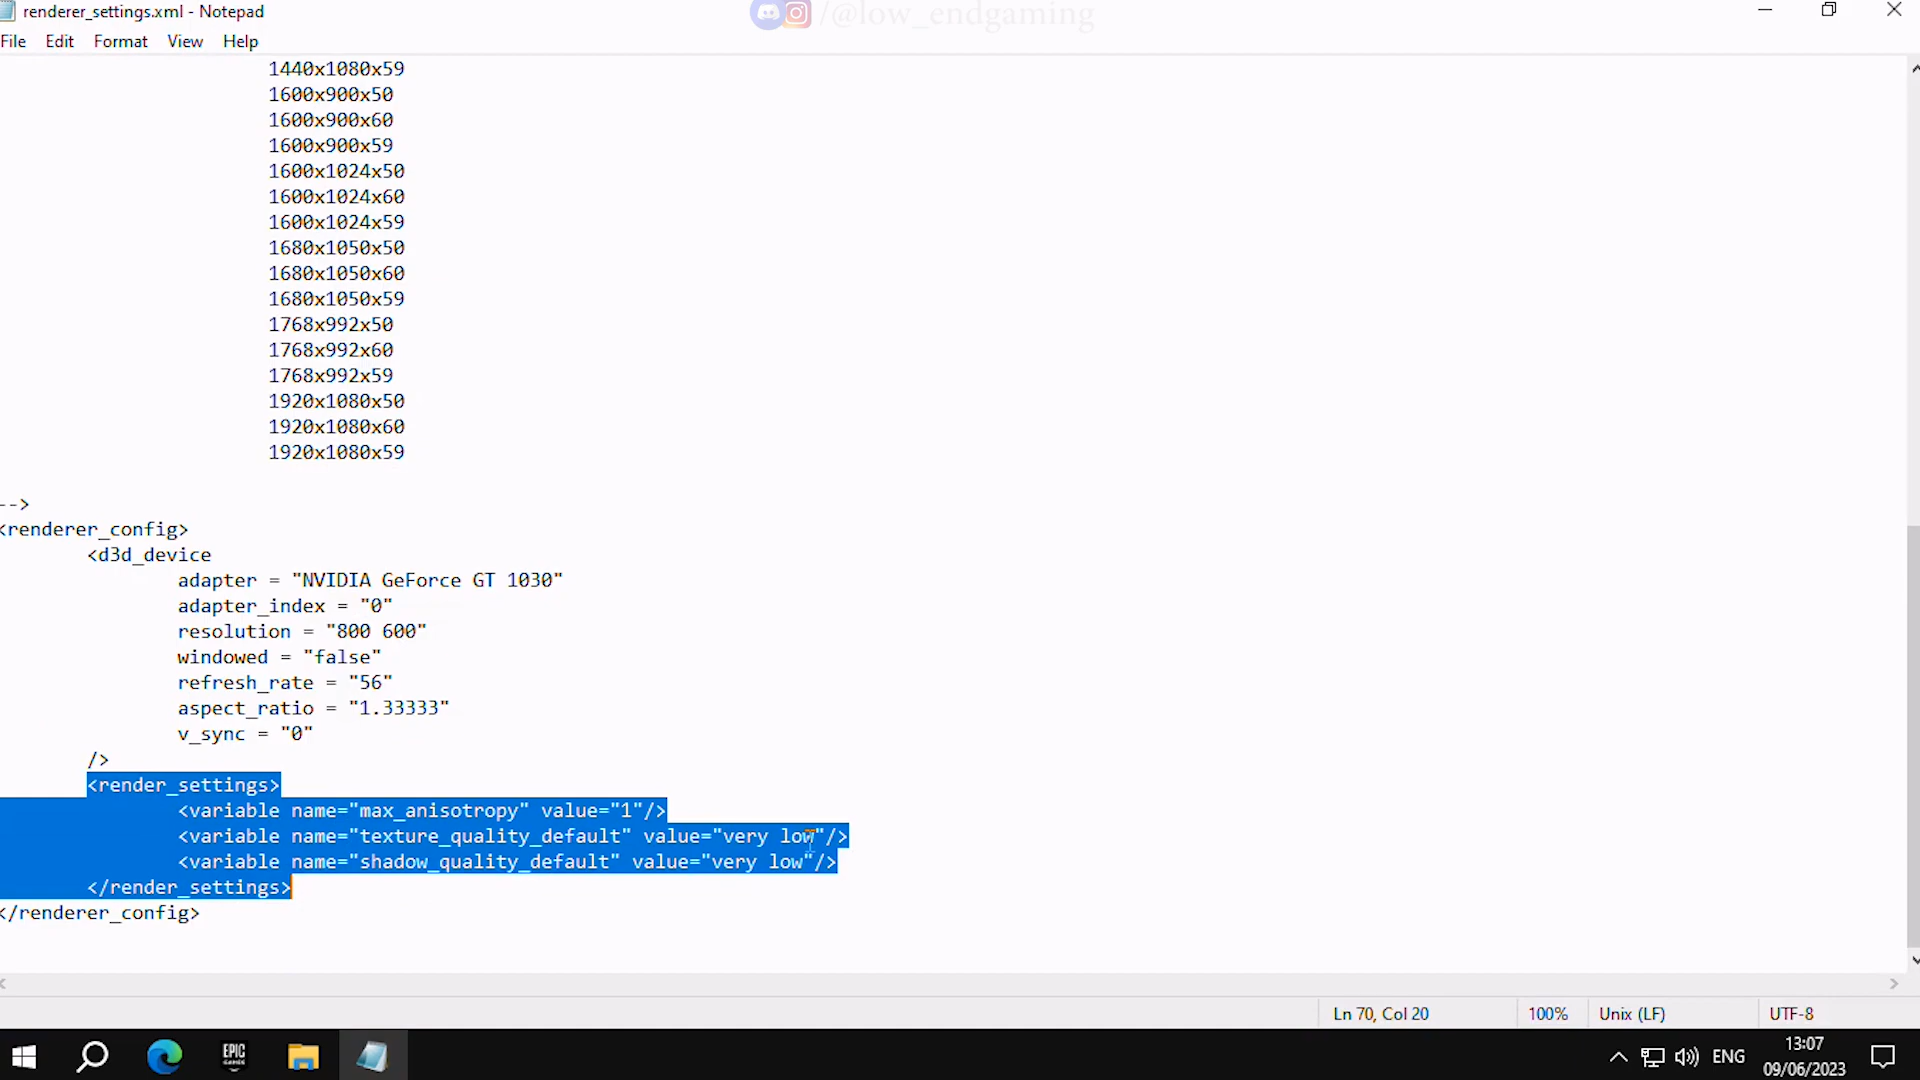 renderer_settings.xml - Notepad
/@low_endgaming
File Edit Format View Help
1440x1080x59
1600x900x50
1600x900x60
1600x900x59
1600x1024x50
1600x1024x60
1600x1024x59
1680x1050x50
1680x1050x60
1680x1050x59
1768x992x50
1768x992x60
1768x992x59
1920x1080x50
1920x1080x60
1920x1080x59
-->
<renderer_config>
<d3d_device
adapter = "NVIDIA GeForce GT 1030"
adapter_index = "0"
resolution = "800 600"
windowed = "false"
refresh_rate = "56"
aspect_ratio = "1.33333"
v_sync = "0"
/>
<render_settings>
<variable name="max_anisotropy" value="1"/>
<variable name="texture_quality_default" value="very low"/>
<variable name="shadow_quality_default" value="very low"/>
</render_settings>
</renderer_config>
Ln 70, Col 20 100% Unix (LF) UTF-8
EPIC GAMES
ENG
13:07
09/06/2023